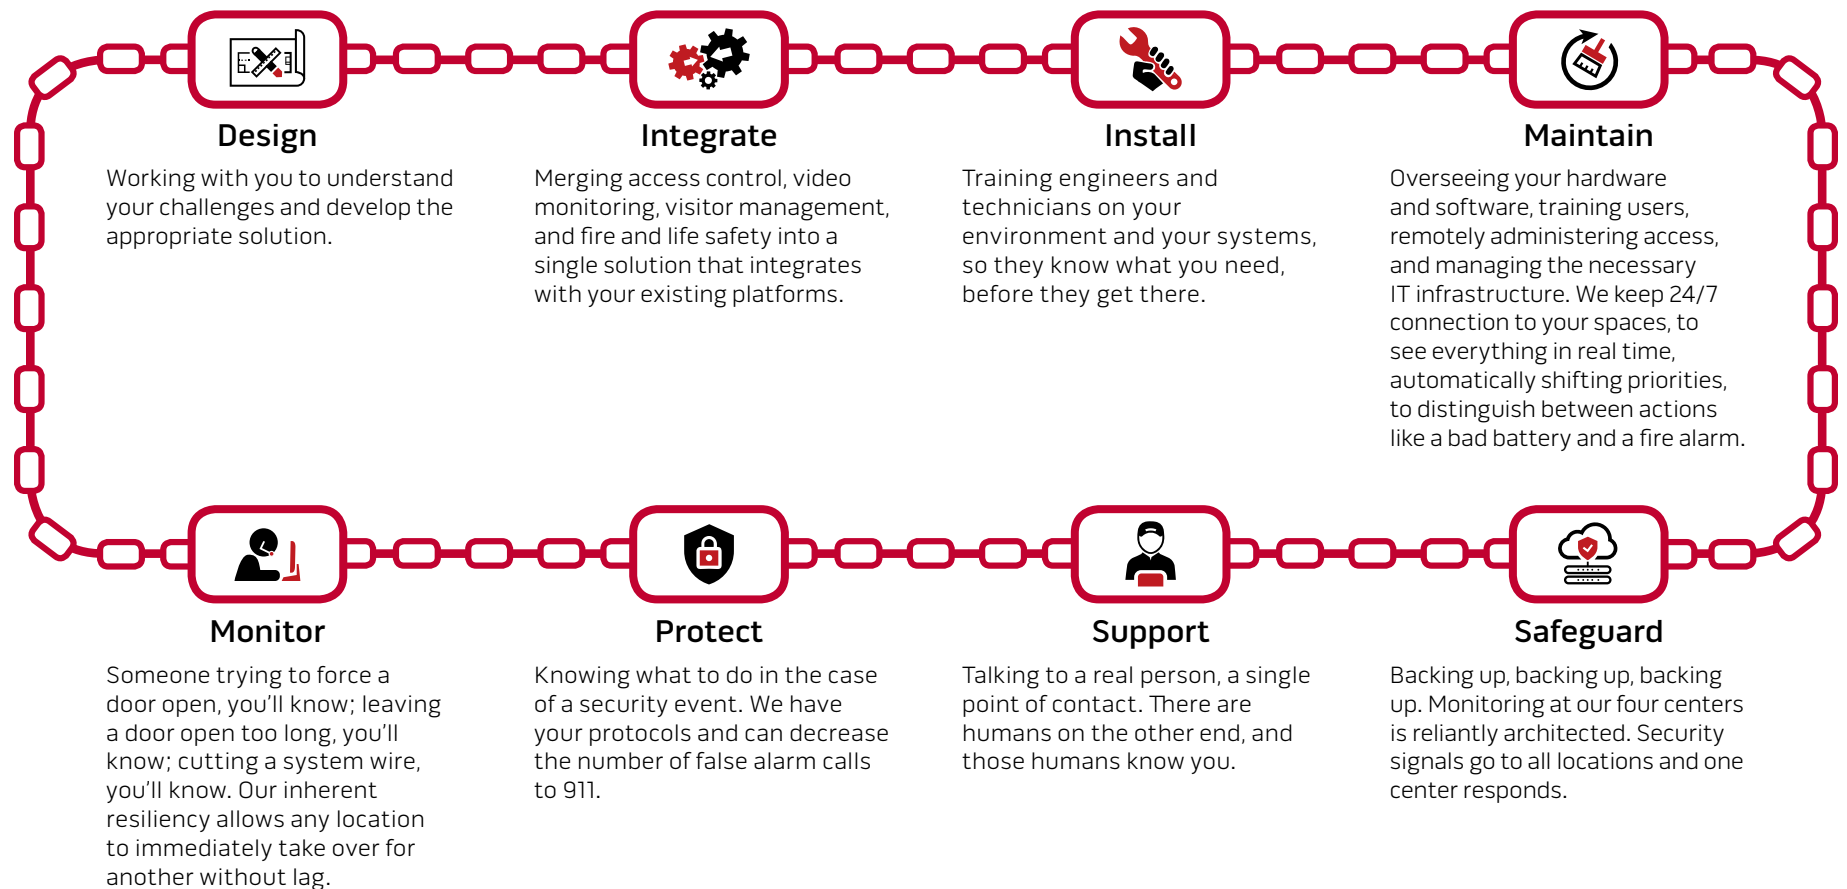 Design
Working with you to understand
your challenges and develop the
appropriate solution.
Integrate
Merging access control, video
monitoring, visitor management,
and fire and life safety into a
single solution that integrates
with your existing platforms.
Install
Training engineers and
technicians on your
environment and your systems,
so they know what you need,
before they get there.
Maintain
Overseeing your hardware
and software, training users,
remotely administering access,
and managing the necessary
IT infrastructure. We keep 24/7
connection to your spaces, to
see everything in real time,
automatically shifting priorities,
to distinguish between actions
like a bad battery and a fire alarm.
Monitor
Someone trying to force a
door open, you'll know; leaving
a door open too long, you'll
know; cutting a system wire,
you'll know. Our inherent
resiliency allows any location
to immediately take over for
another without lag.
Protect
Knowing what to do in the case
of a security event. We have
your protocols and can decrease
the number of false alarm calls
to 911.
Support
Talking to a real person, a single
point of contact. There are
humans on the other end, and
those humans know you.
Safeguard
Backing up, backing up, backing
up. Monitoring at our four centers
is reliantly architected. Security
signals go to all locations and one
center responds.